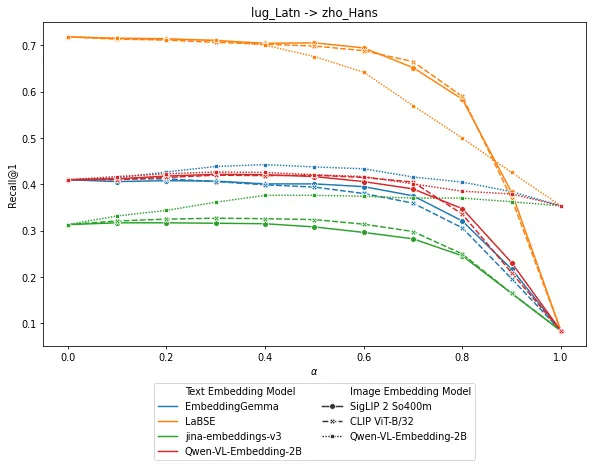 lug_Latn -> zho_Hans
Recall@1
0.7
0.6
0.5
0.4
0.3
0.2
0.1
0.0
0.2
0.4
0.6
0.8
1.0
α
Text Embedding Model
EmbeddingGemma
LaBSE
jina-embeddings-v3
Qwen-VL-Embedding-2B
Image Embedding Model
SigLIP 2 So400m
CLIP ViT-B/32
Qwen-VL-Embedding-2B